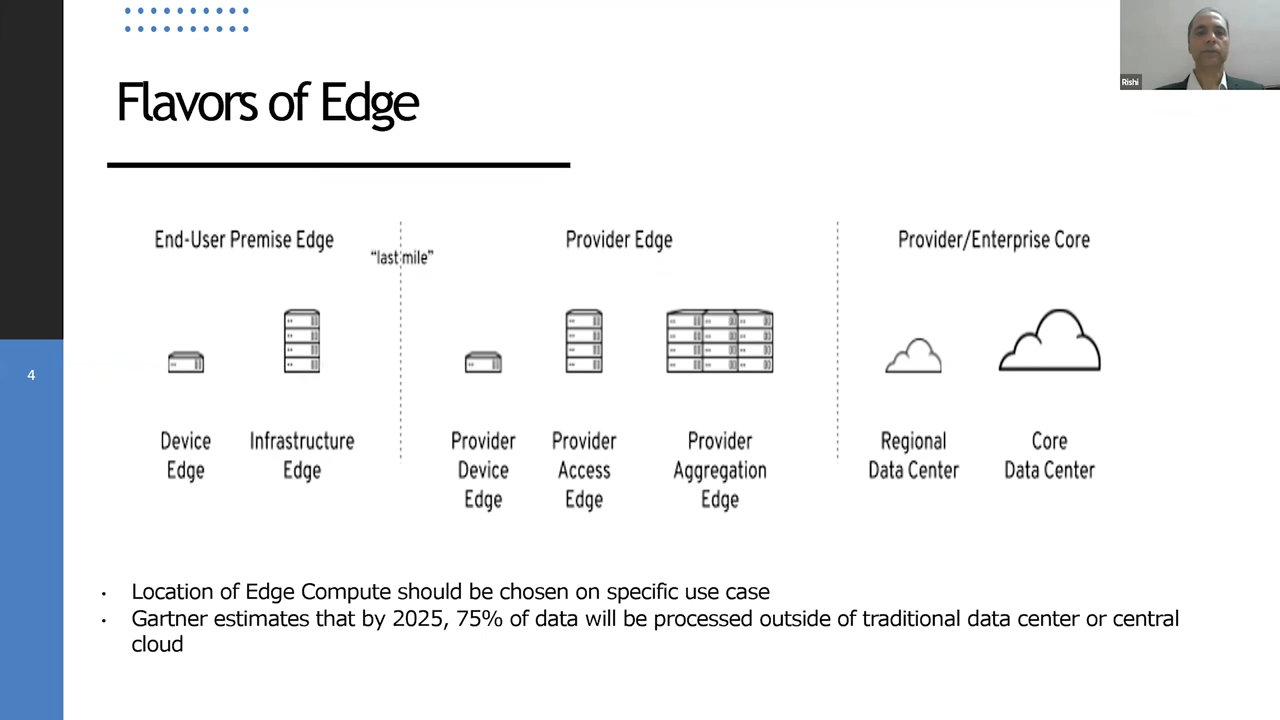 Rishi
Flavors of Edge
End-User Premise Edge
"last mile"
Provider Edge
Provider/Enterprise Core
4
Device
Edge
Infrastructure
Edge
Provider
Device
Edge
Provider
Access
Edge
Provider
Aggregation
Edge
Regional
Data Center
Core
Data Center
• Location of Edge Compute should be chosen on specific use case
• Gartner estimates that by 2025, 75% of data will be processed outside of traditional data center or central
cloud